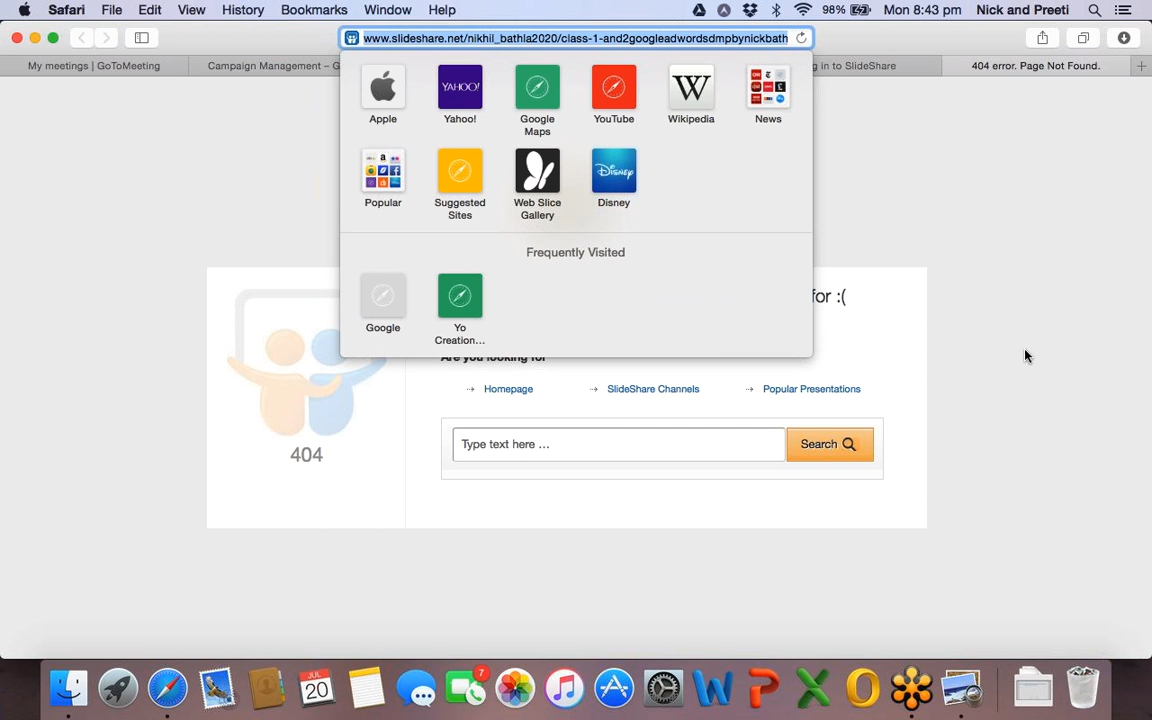 Safari File Edit View History Bookmarks Window Help 98% Mon 8:43 pm Nick and Preeti
www.slideshare.net/nikhil_bathla2020/class-1-and2googleadwordsdmpbynickbath
My meetings | GoToMeeting Campaign Management – G g in to SlideShare 404 error. Page Not Found.
Apple Yahoo! Google Maps YouTube Wikipedia News
YAHOO!
W
Popular Suggested Sites Web Slice Gallery Disney
Disney
Frequently Visited
Google Yo Creation...
for :(
Are you looking for
Homepage SlideShare Channels Popular Presentations
Type text here ... Search
404
7
JUL
20